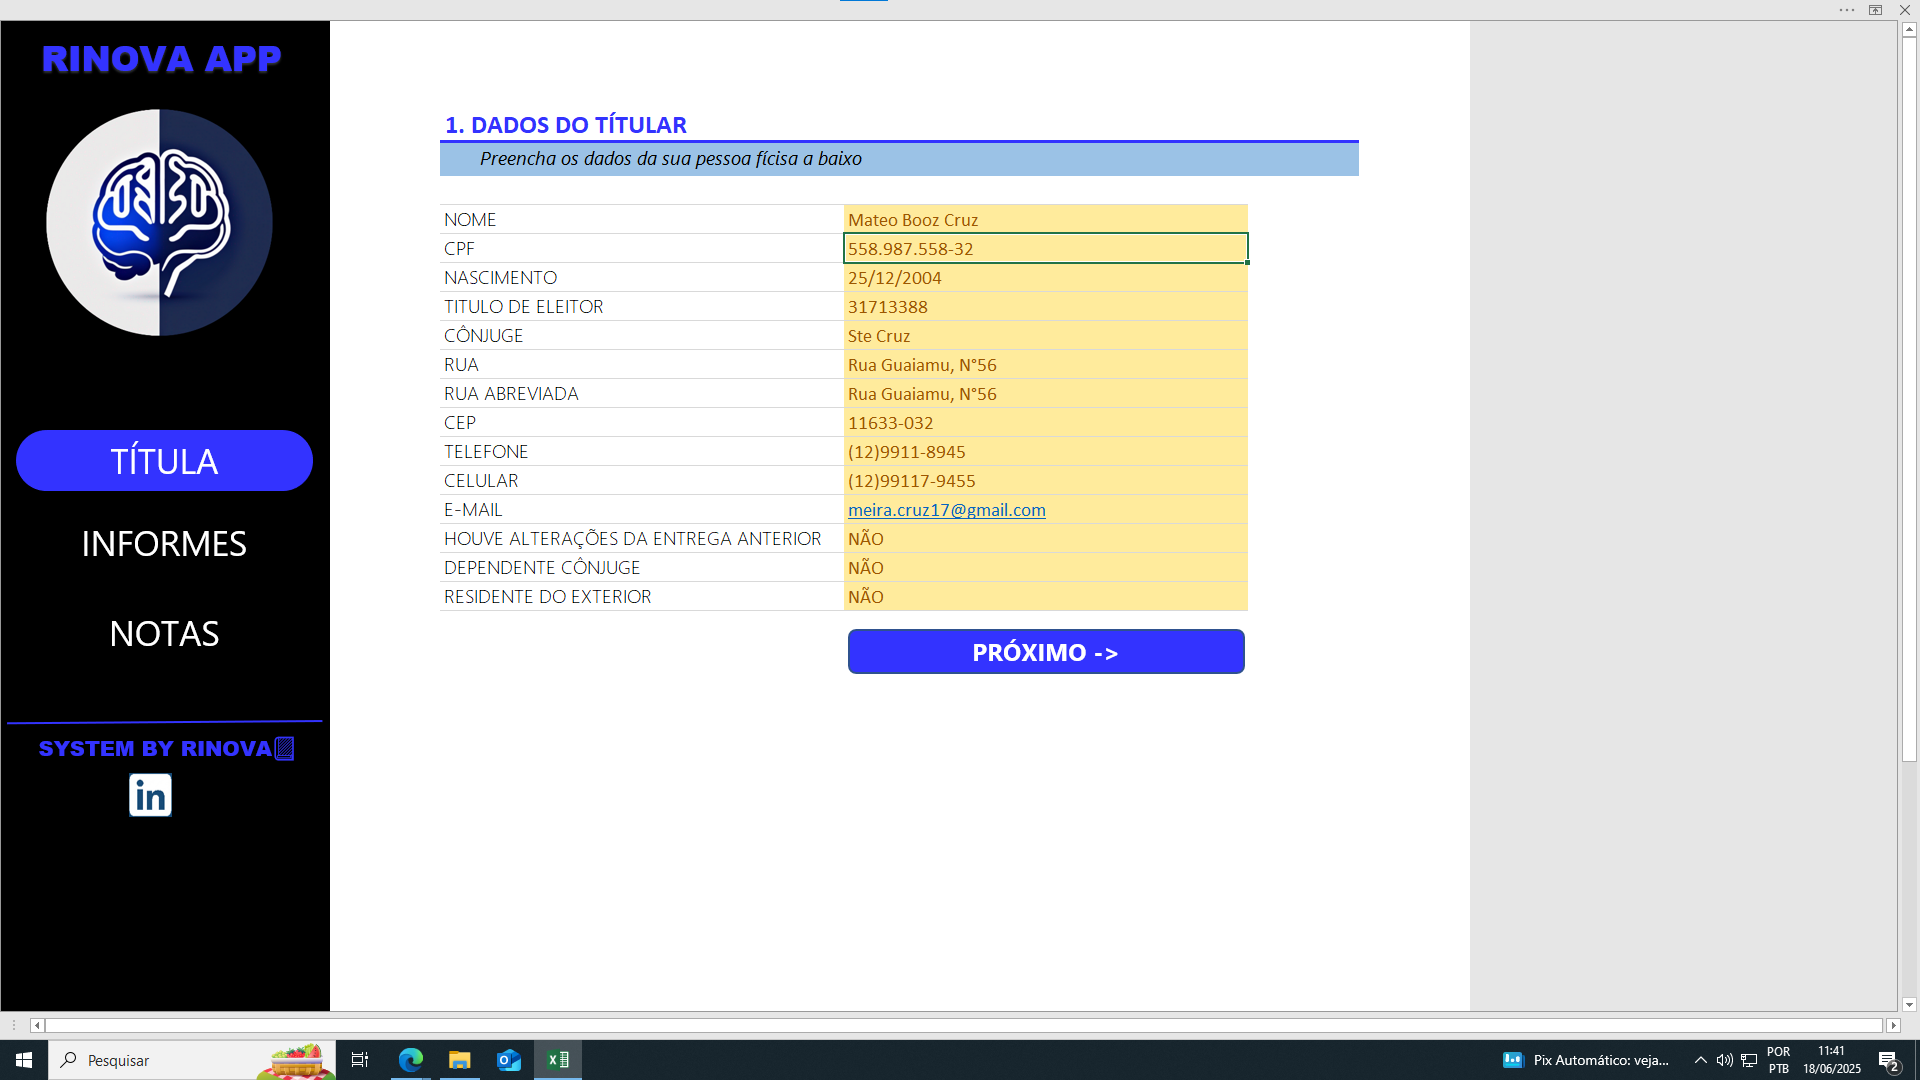 RINOVA APP
TÍTULA
INFORMES
NOTAS
SYSTEM BY RINOVA
in
1. DADOS DO TÍTULAR
Preencha os dados da sua pessoa fícisa a baixo
NOME Mateo Booz Cruz
CPF 558.987.558-32
NASCIMENTO 25/12/2004
TITULO DE ELEITOR 31713388
CÔNJUGE Ste Cruz
RUA Rua Guaiamu, N°56
RUA ABREVIADA Rua Guaiamu, N°56
CEP 11633-032
TELEFONE (12)9911-8945
CELULAR (12)99117-9455
E-MAIL meira.cruz17@gmail.com
HOUVE ALTERAÇÕES DA ENTREGA ANTERIOR NÃO
DEPENDENTE CÔNJUGE NÃO
RESIDENTE DO EXTERIOR NÃO
PRÓXIMO ->
Pesquisar
Pix Automático: veja...
POR
PTB
11:41
18/06/2025
2